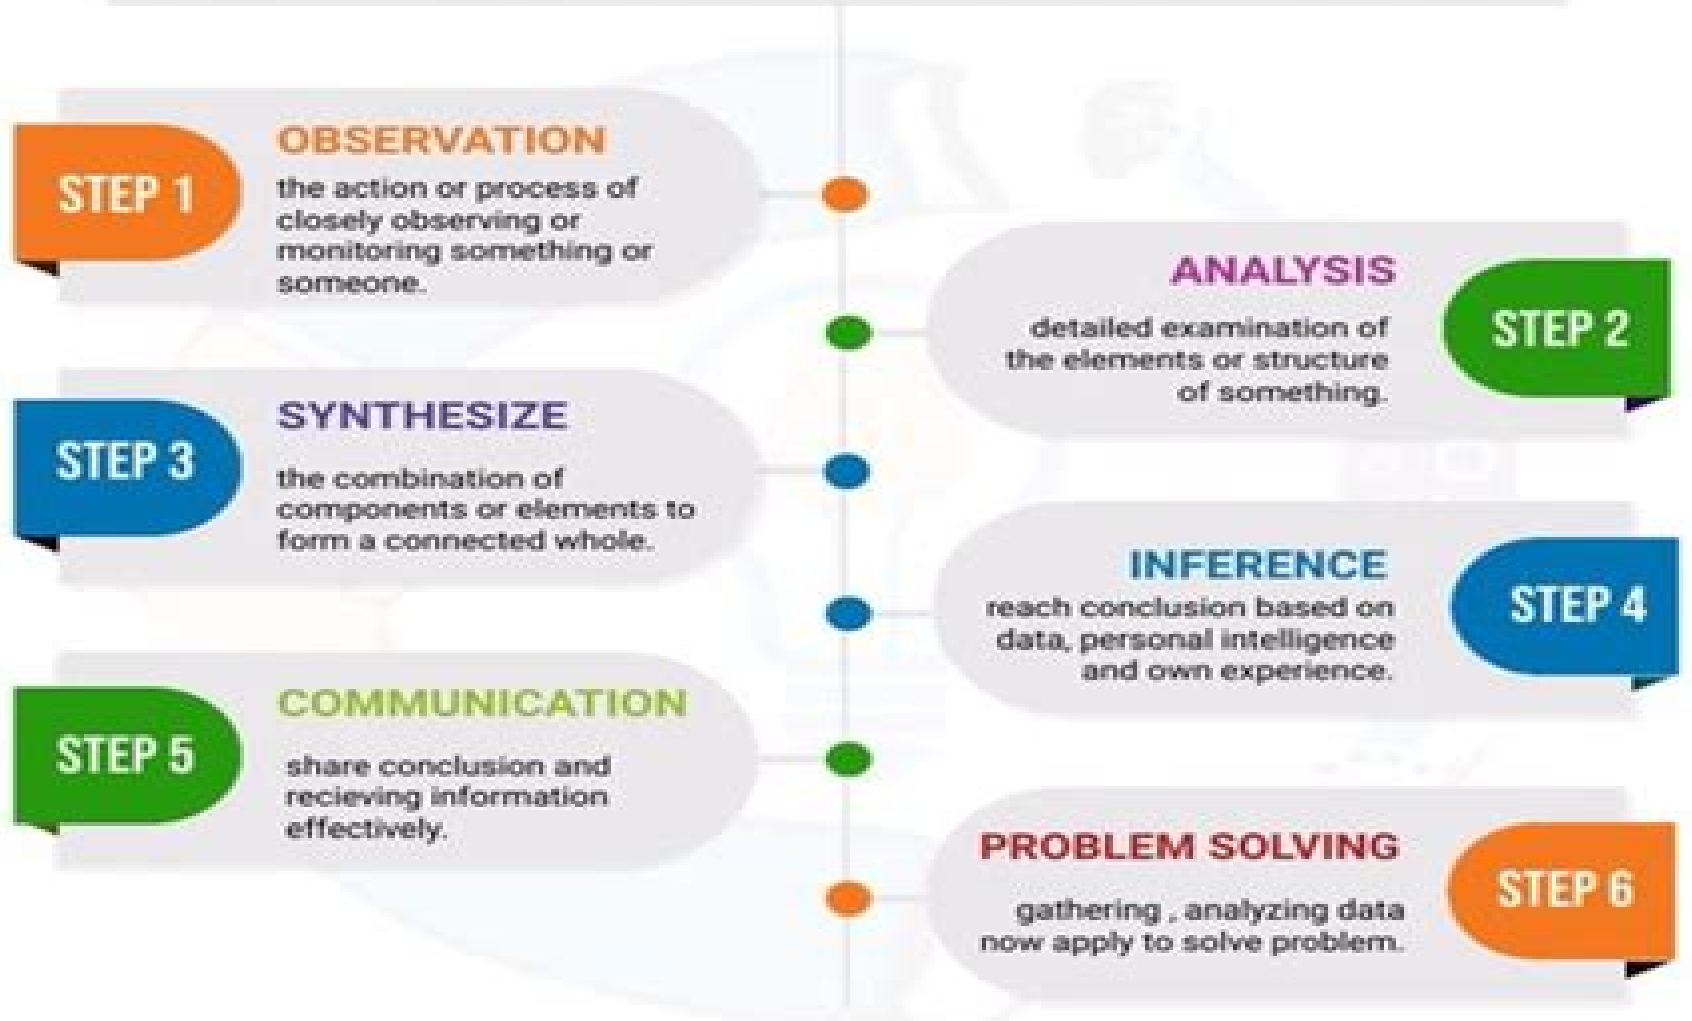 STEP 1
OBSERVATION
the action or process of
closely observing or
monitoring something or
someone.
STEP 2
ANALYSIS
detailed examination of
the elements or structure
of something.
STEP 3
SYNTHESIZE
the combination of
components or elements to
form a connected whole.
STEP 4
INFERENCE
reach conclusion based on
data, personal intelligence
and own experience.
STEP 5
COMMUNICATION
share conclusion and
recieving information
effectively.
STEP 6
PROBLEM SOLVING
gathering , analyzing data
now apply to solve problem.